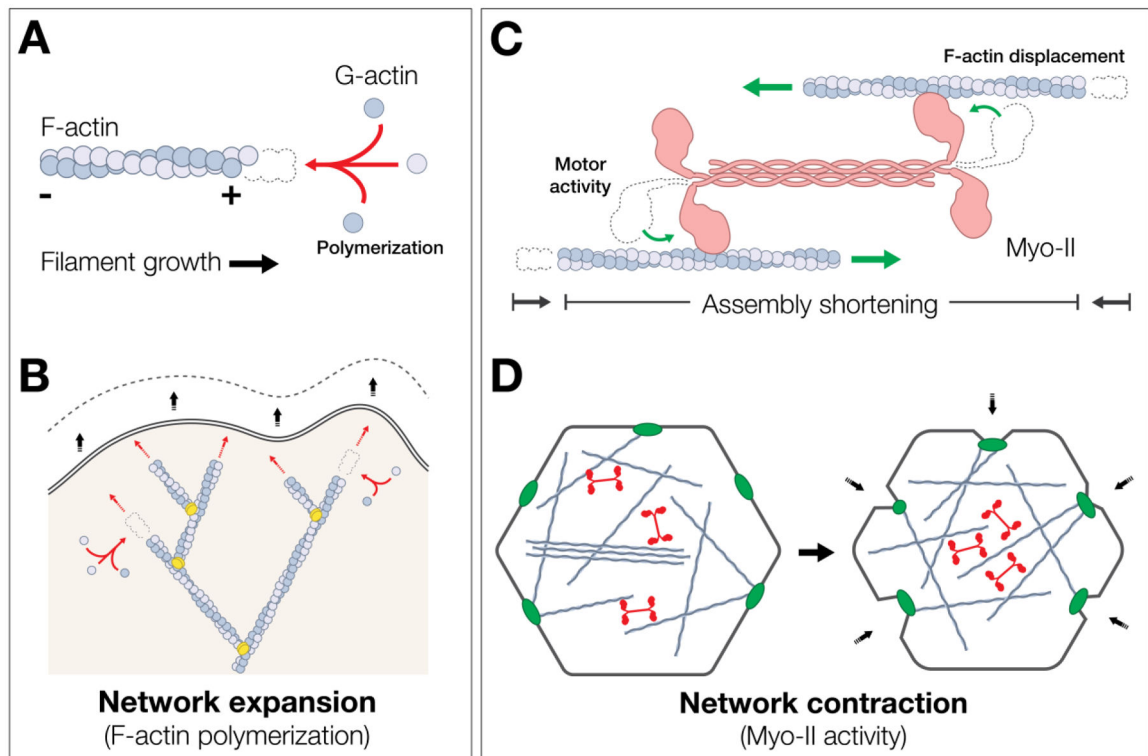 A
G-actin
F-actin
-
+
Polymerization
Filament growth
B
Network expansion
(F-actin polymerization)
C
F-actin displacement
Motor
activity
Myo-II
Assembly shortening
D
Network contraction
(Myo-II activity)